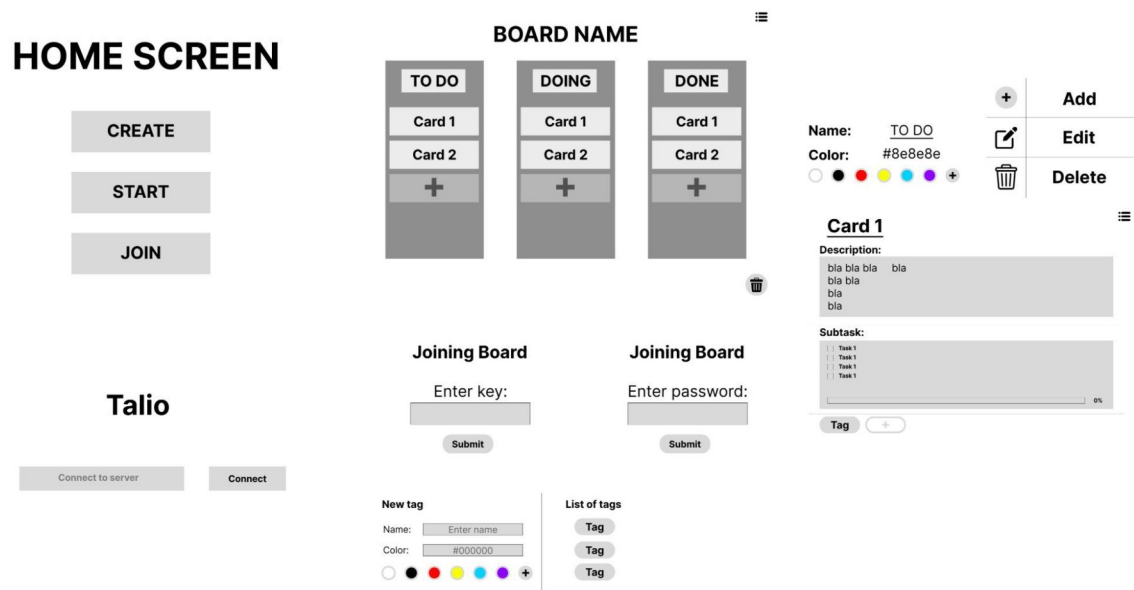 HOME SCREEN
CREATE
START
JOIN
Talio
Connect to server
Connect
BOARD NAME
TO DO
Card 1
Card 2
DOING
Card 1
Card 2
DONE
Card 1
Card 2
Joining Board
Enter key:
Submit
Joining Board
Enter password:
Submit
New tag
Name: Enter name
Color: #000000
List of tags
Tag
Tag
Tag
Name: TO DO
Color: #8e8e8e
Add
Edit
Delete
Card 1
Description:
bla bla bla bla
bla bla
bla
bla
Subtask:
Task 1
Task 1
Task 1
Task 1
0%
Tag